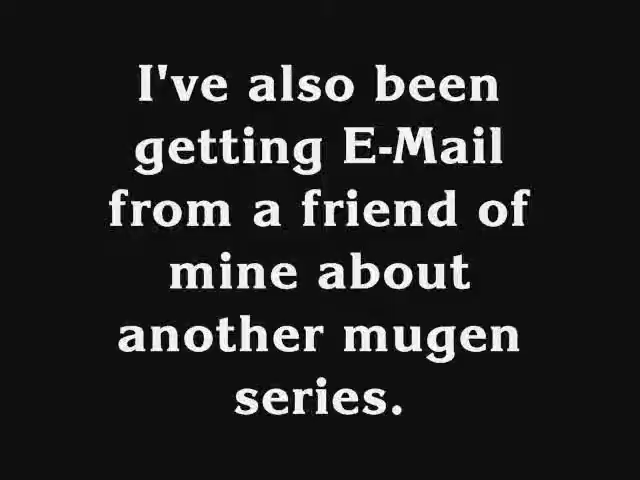 I've also been
getting E-Mail
from a friend of
mine about
another mugen
series.